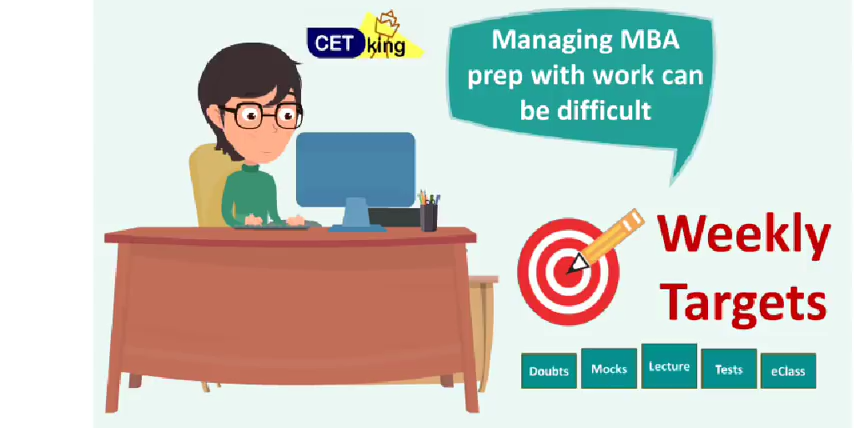 CET king
Managing MBA
prep with work can
be difficult
Weekly
Targets
Doubts
Mocks
Lecture
Tests
eClass